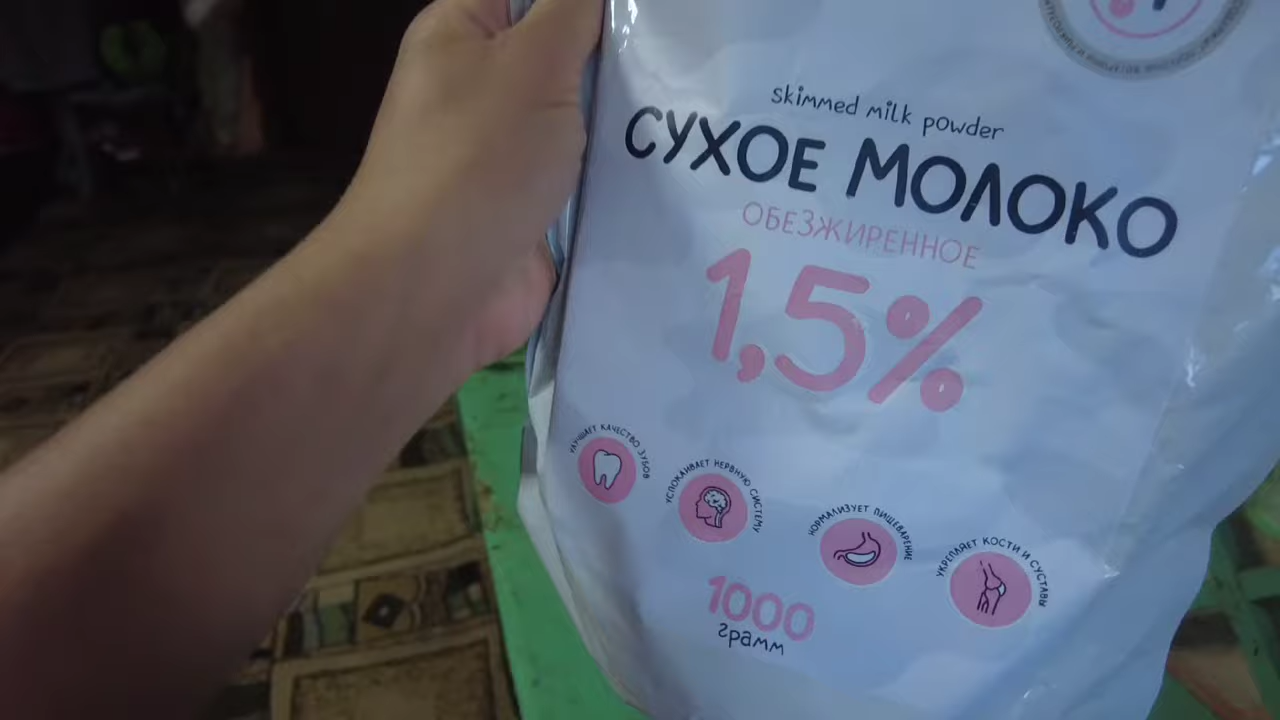 skimmed milk powder
СУХОЕ МОЛОКО
ОБЕЗЖИРЕННОЕ
1,5%
УЛУЧШАЕТ КАЧЕСТВО ЗУБОВ
УСПОКАИВАЕТ НЕРВНУЮ СИСТЕМУ
НОРМАЛИЗУЕТ ПИЩЕВАРЕНИЕ
УКРЕПЛЯЕТ КОСТИ И СУСТАВЫ
1000
грамм